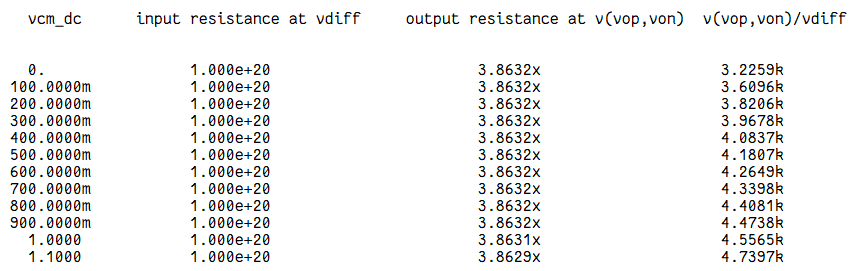 vcm_dc input resistance at vdiff output resistance at v(vop,von) v(vop,von)/vdiff
0. 1.000e+20 3.8632x 3.2259k
100.0000m 1.000e+20 3.8632x 3.6096k
200.0000m 1.000e+20 3.8632x 3.8206k
300.0000m 1.000e+20 3.8632x 3.9678k
400.0000m 1.000e+20 3.8632x 4.0837k
500.0000m 1.000e+20 3.8632x 4.1807k
600.0000m 1.000e+20 3.8632x 4.2649k
700.0000m 1.000e+20 3.8632x 4.3398k
800.0000m 1.000e+20 3.8632x 4.4081k
900.0000m 1.000e+20 3.8632x 4.4738k
1.0000 1.000e+20 3.8631x 4.5565k
1.1000 1.000e+20 3.8629x 4.7397k